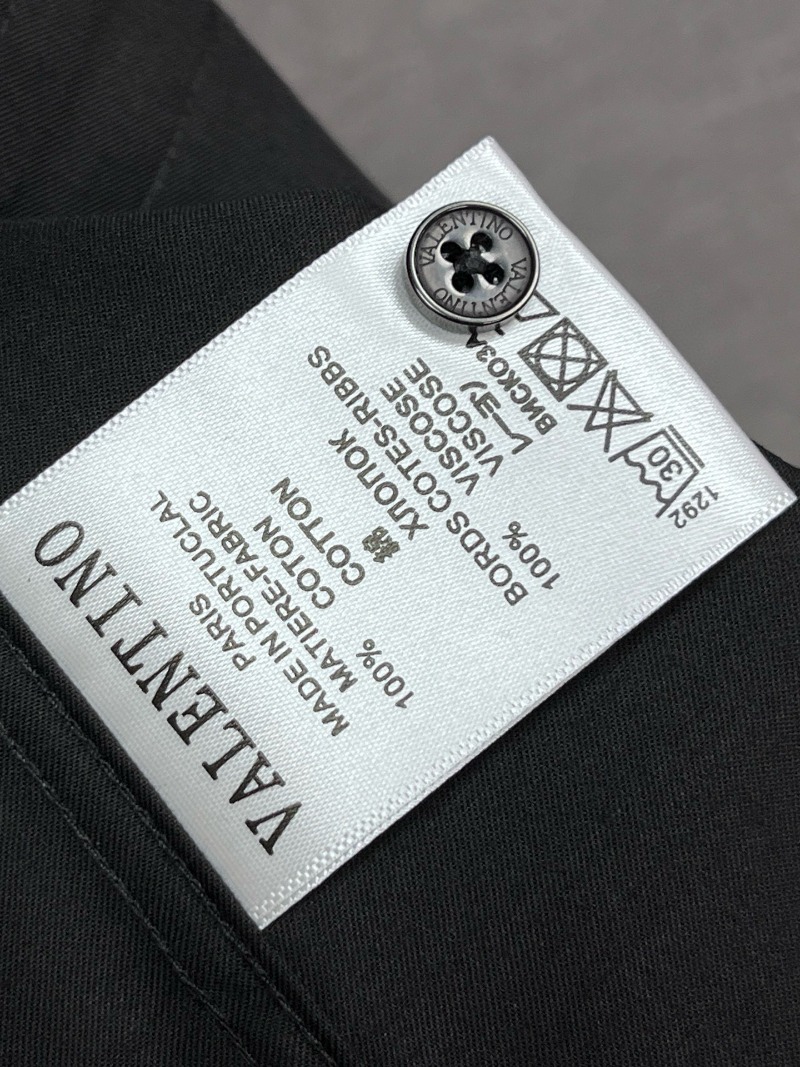 VALENTINO
PARIS
MADE IN PORTUCLAL
MATIERE-FABRIC
100% COTON
COTTON
棉
ХЛОПОК
BORDS COTES-RIBBS
100% VISCOSE
VISCOSE
ВИСКОЗА
30
1292
VALENTINO VALENTINO